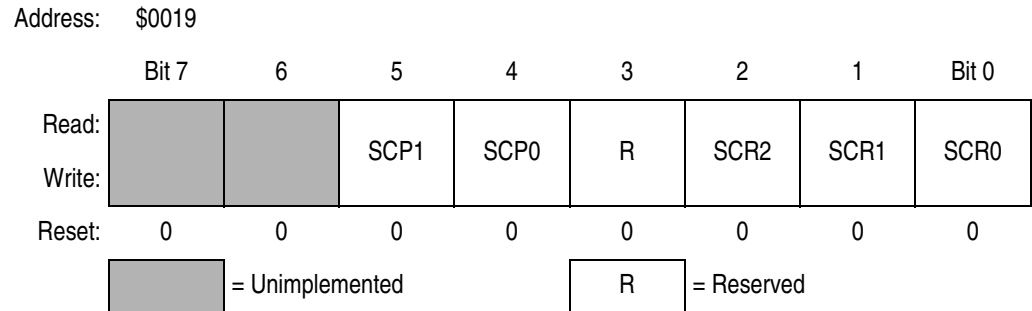 Address: $0019
Bit 7 6 5 4 3 2 1 Bit 0
Read:
SCP1 SCP0 R SCR2 SCR1 SCR0
Write:
Reset: 0 0 0 0 0 0 0 0
= Unimplemented R = Reserved